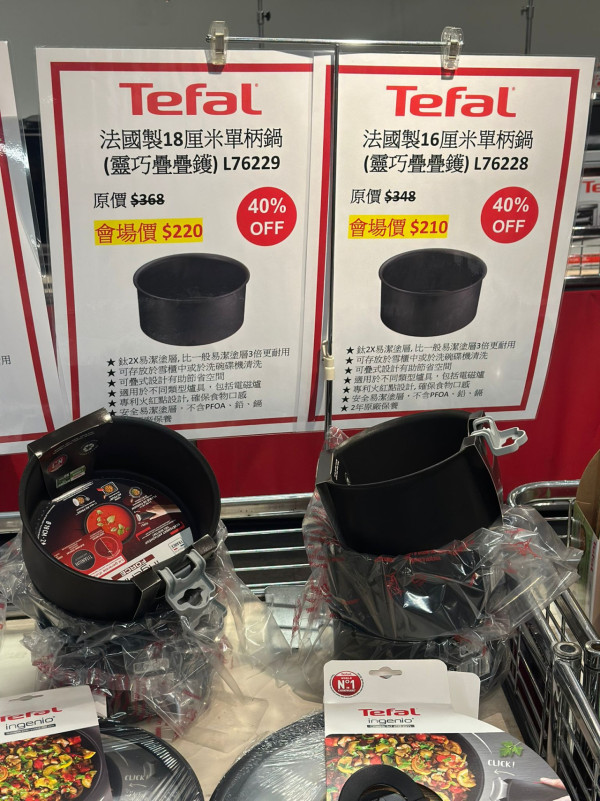 Tefal
法國製18厘米單柄鍋
(靈巧疊疊鑊) L76229
原價 $368
40%
OFF
會場價 $220
★ 鈦2X易潔塗層, 比一般易潔塗層3倍更耐用
★ 可存放於雪櫃中或於洗碗碟機清洗
★ 可疊式設計有助節省空間
★ 適用於不同類型爐具，包括電磁爐
★ 專利火紅點設計, 確保食物口感
★ 安全易潔塗層，不含PFOA、鉛、鎘
保養
Tefal
法國製16厘米單柄鍋
(靈巧疊疊鑊) L76228
原價 $348
40%
OFF
會場價 $210
★ 鈦2X易潔塗層, 比一般易潔塗層3倍更耐用
★ 可存放於雪櫃中或於洗碗碟機清洗
★ 可疊式設計有助節省空間
★ 適用於不同類型爐具，包括電磁爐
★ 專利火紅點設計, 確保食物口感
★ 安全易潔塗層，不含PFOA、鉛、鎘
★ 2年原廠保養
用
Te
Tefal
ingenio
CLICK!
N°1
Tefal
ingenio
CLICK!